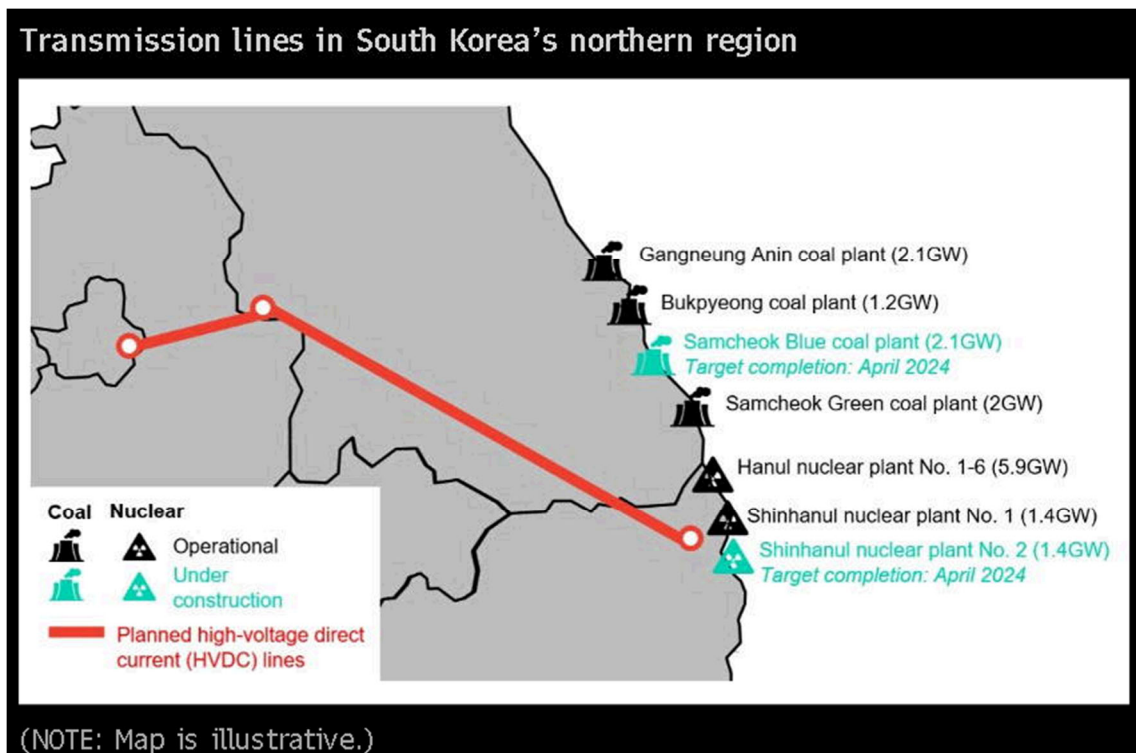 Transmission lines in South Korea's northern region
Gangneung Anin coal plant (2.1GW)
Bukpyeong coal plant (1.2GW)
Samcheok Blue coal plant (2.1GW)
Target completion: April 2024
Samcheok Green coal plant (2GW)
Hanul nuclear plant No. 1-6 (5.9GW)
Shinhanul nuclear plant No. 1 (1.4GW)
Shinhanul nuclear plant No. 2 (1.4GW)
Target completion: April 2024
Coal Nuclear
Operational
Under
construction
Planned high-voltage direct
current (HVDC) lines
(NOTE: Map is illustrative.)